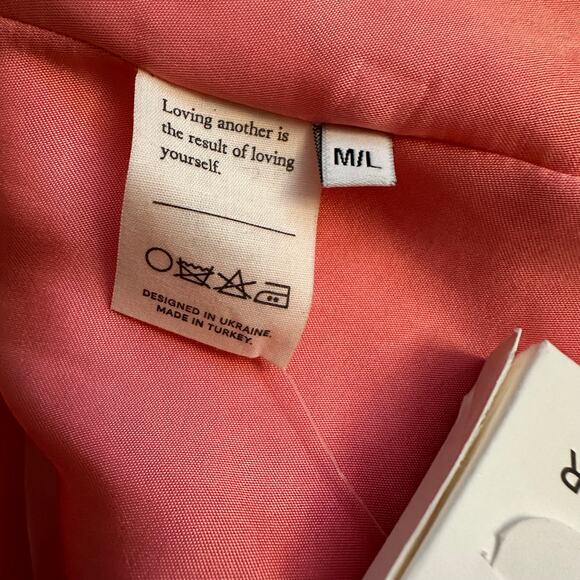 Loving another is
the result of loving
yourself.
M/L
DESIGNED IN UKRAINE.
MADE IN TURKEY.
R